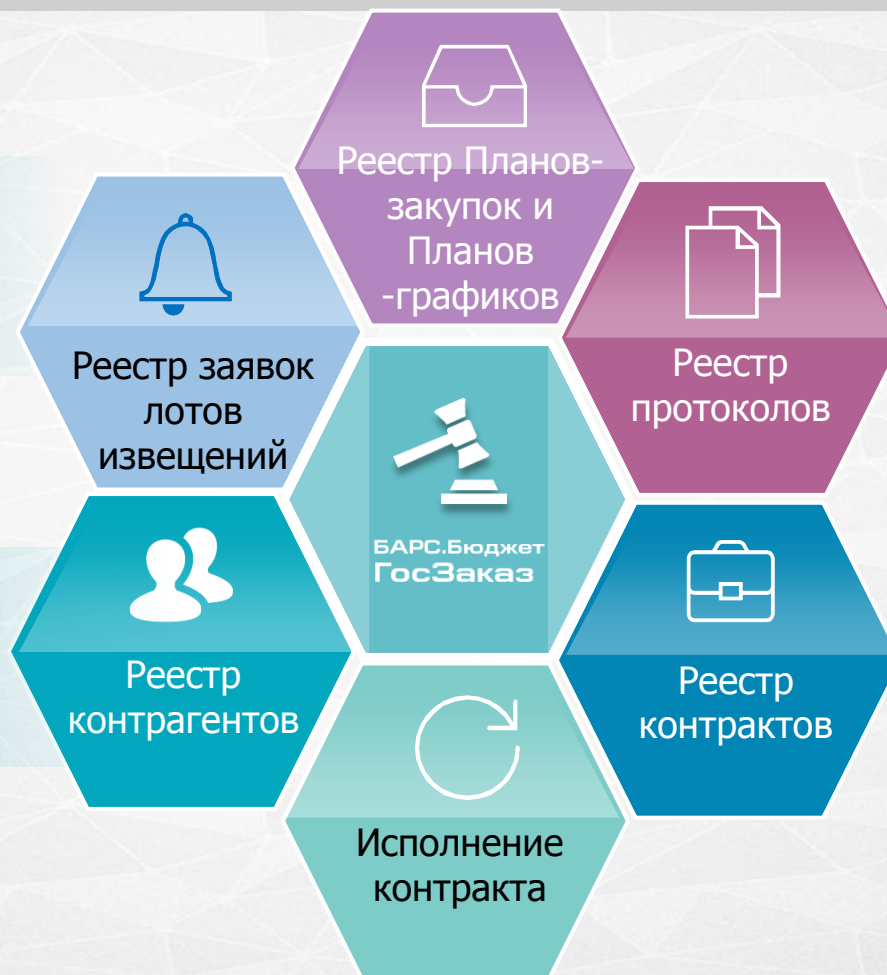 Реестр Планов-
закупок и
Планов
-графиков
Реестр заявок
лотов
извещений
Реестр
протоколов
БАРС.Бюджет
ГосЗаказ
Реестр
контрагентов
Реестр
контрактов
Исполнение
контракта